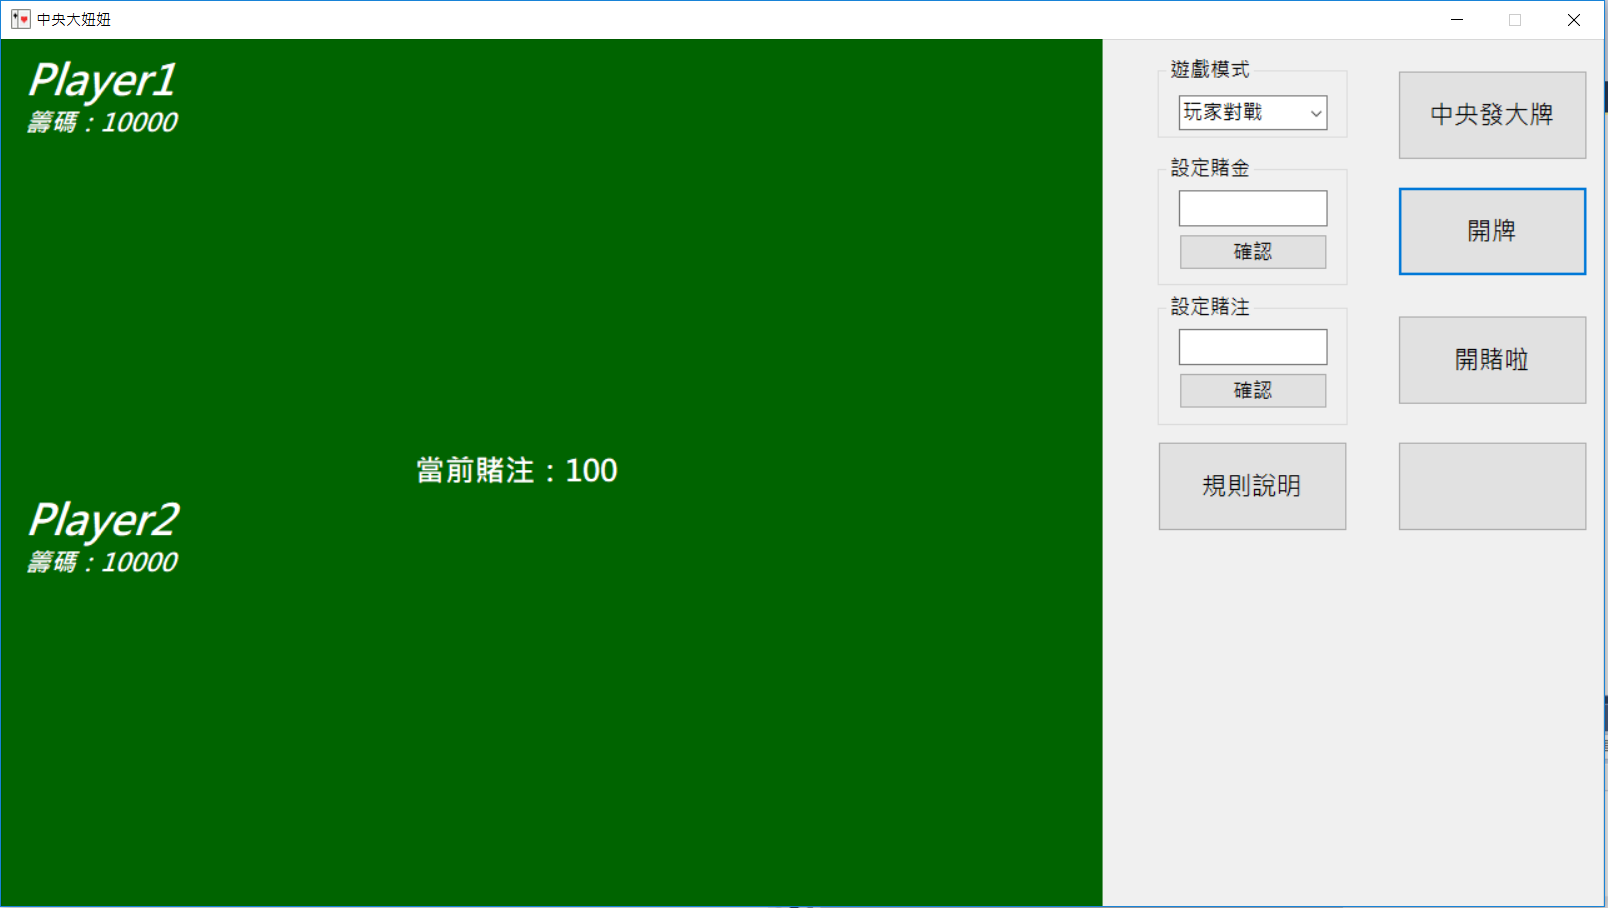 中央大妞妞
Player1
籌碼：10000
當前賭注：100
Player2
籌碼：10000
遊戲模式
玩家對戰
設定賭金
確認
設定賭注
確認
規則說明
中央發大牌
開牌
開賭啦